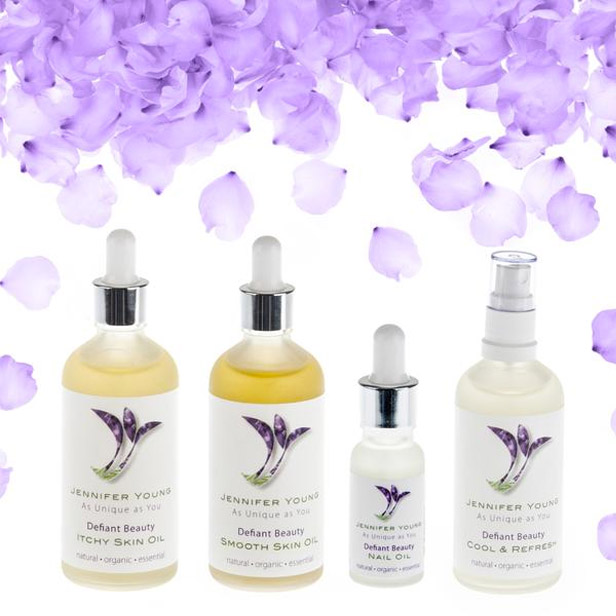 JENNIFER YOUNG
As Unique as You
Defiant Beauty
ITCHY SKIN OIL
natural • organic • essential
JENNIFER YOUNG
As Unique as You
Defiant Beauty
SMOOTH SKIN OIL
natural • organic • essential
JENNIFER YOUNG
As Unique as You
Defiant Beauty
NAIL OIL
natural • organic • essential
JENNIFER YOUNG
As Unique as You
Defiant Beauty
COOL & REFRESH
natural • organic • essential